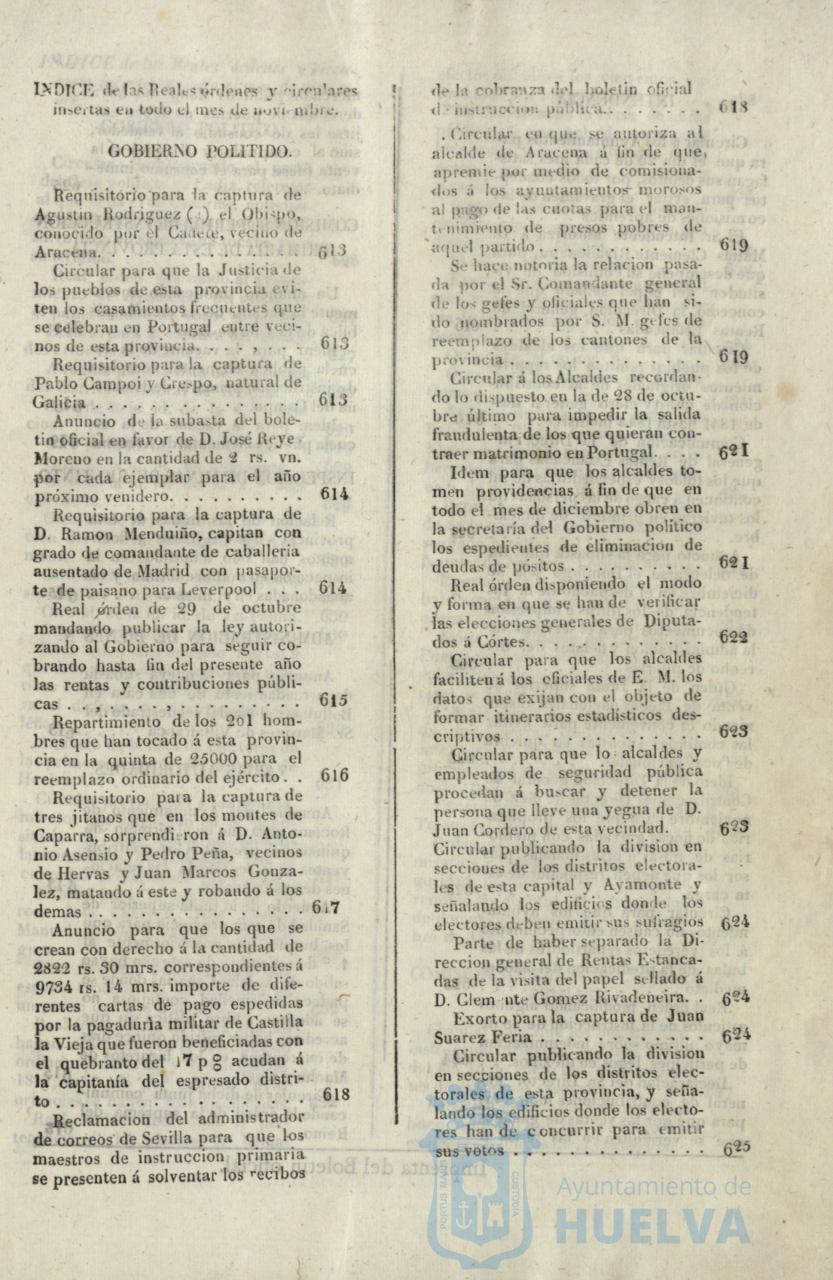 INDICE de las Reales órdenes y circulares
insertas en todo el mes de noviembre.
GOBIERNO POLITIDO.
Requisitorio para la captura de
Agustin Rodriguez (a) el Obispo,
conocido por el Cadete, vecino de
Aracena. . . . . . . . . . . . . 613
Circular para que la Justicia de
los pueblos de esta provincia evi-
ten los casamientos frecuentes que
se celebran en Portugal entre veci-
nos de esta provincia. . . . , . . . 613
Requisitorio para la captura de
Pablo Campoi y Crespo, natural de
Galicia . . . . . . . . . . . . . . . 613
Anuncio de la subasta del bole-
tin oficial en favor de D. José Reye
Moreno en la cantidad de 2 rs. vn.
por cada ejemplar para el año
próximo venidero. . . . . . . . . . 614
Requisitorio para la captura de
D. Ramon Menduiño, capitan con
grado de comandante de caballeria
ausentado de Madrid con pasapor-
te de paisano para Leverpool . . . 614
Real órden de 29 de octubre
mandando publicar la ley autori-
zando al Gobierno para seguir co-
brando hasta fin del presente año
las rentas y contribuciones públi-
cas . . , . . . . , . . . . . . . . . 615
Repartimiento de los 201 hom-
bres que han tocado á esta provin-
cia en la quinta de 25000 para el
reemplazo ordinario del ejército. . 616
Requisitorio para la captura de
tres jitanos que en los montes de
Caparra, sorprendieron á D. Anto-
nio Asensio y Pedro Peña, vecinos
de Hervas y Juan Marcos Gonza-
lez, matando á este y robando á los
demas . . . . . . . . . . . . . . . . 617
Anuncio para que los que se
crean con derecho á la cantidad de
2822 rs. 30 mrs. correspondientes á
9734 rs. 14 mrs. importe de dife-
rentes cartas de pago espedidas
por la pagaduria militar de Castilla
la Vieja que fueron beneficiadas con
el quebranto del 17 p % acudan á
la capitanía del espresado distri-
to . . . . . . . . . . . . . . . . . . 618
Reclamacion del administrador
de correos de Sevilla para que los
maestros de instruccion primaria
se presenten á solventar los recibos
de la cobranza del boletin oficial
de instruccion pública. . . . . . . . 618
. Circular en que se autoriza al
alcalde de Aracena á fin de que,
apremie por medio de comisiona-
dos á los ayuntamientos morosos
al pago de las cuotas para el man-
tenimiento de presos pobres de
aquel partido . . . . . . . . . . . . 619
Se hace notoria la relacion pasa-
da por el Sr. Comandante general
de los gefes y oficiales que han si-
do nombrados por S. M. gefes de
reemplazo de los cantones de la
provincia . . . . . . . . . . . . . . 619
Circular á los Alcaldes recordan-
do lo dispuesto en la de 28 de octu-
bre último para impedir la salida
fraudulenta de los que quieran con-
traer matrimonio en Portugal. . . . 621
Idem para que los alcaldes to-
men providencias á fin de que en
todo el mes de diciembre obren en
la secretaría del Gobierno politico
los espedientes de eliminacion de
deudas de pósitos . . . . . . . . . . 621
Real órden disponiendo el modo
y forma en que se han de verificar
las elecciones generales de Diputa-
dos á Córtes. . . . . . . . . . . . . 622
Circular para que los alcaldes
faciliten á los oficiales de E. M. los
datos que exijan con el objeto de
formar itinerarios estadísticos des-
criptivos . . . . . . . . . . . . . . 623
Circular para que lo alcaldes y
empleados de seguridad pública
procedan á buscar y detener la
persona que lleve una yegua de D.
Juan Cordero de esta vecindad. 623
Circular publicando la division en
secciones de los distritos electora-
les de esta capital y Ayamonte y
señalando los edificios donde los
electores deben emitir sus sufragios 624
Parte de haber separado la Di-
reccion general de Rentas Estanca-
das de la visita del papel sellado á
D. Clemente Gomez Rivadeneira. . 624
Exorto para la captura de Juan
Suarez Feria . . . . . . . . . . . . 624
Circular publicando la division
en secciones de los distritos elec-
torales de esta provincia, y seña-
lando los edificios donde los electo-
res han de concurrir para emitir
sus votos . . . . . . . . . . . . . . 625
PORTUS MARIS
CUSTODIA
Ayuntamiento de
HUELVA